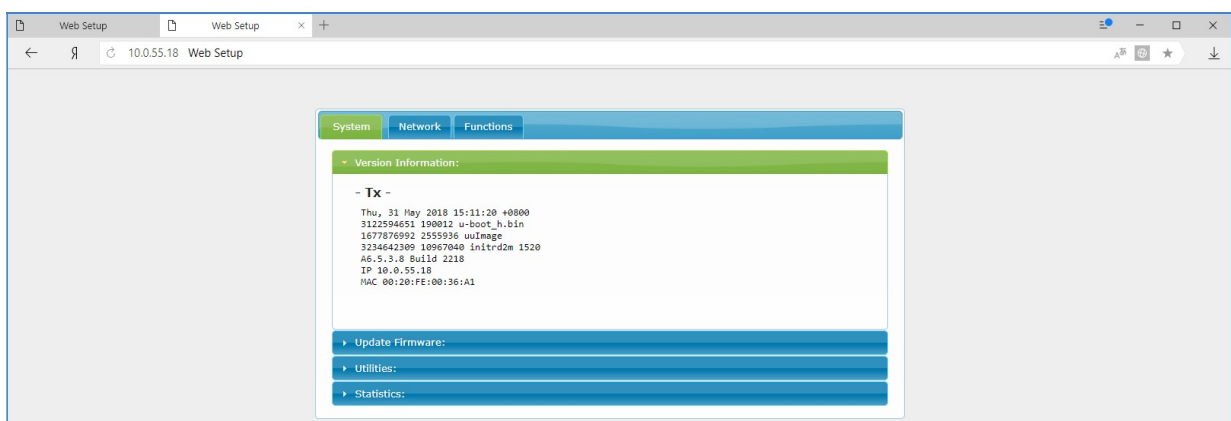 Web Setup
Web Setup
Я 10.0.55.18 Web Setup
System Network Functions
Version Information:
- Tx -
Thu, 31 May 2018 15:11:20 +0800
3122594651 190012 u-boot_h.bin
1677876992 2555936 uuImage
3234642309 10967040 initrd2m 1520
A6.5.3.8 Build 2218
IP 10.0.55.18
MAC 00:20:FE:00:36:A1
Update Firmware:
Utilities:
Statistics: